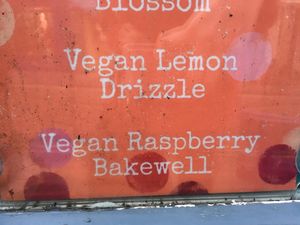 Blossom
Vegan Lemon
Drizzle
Vegan Raspberry
Bakewell